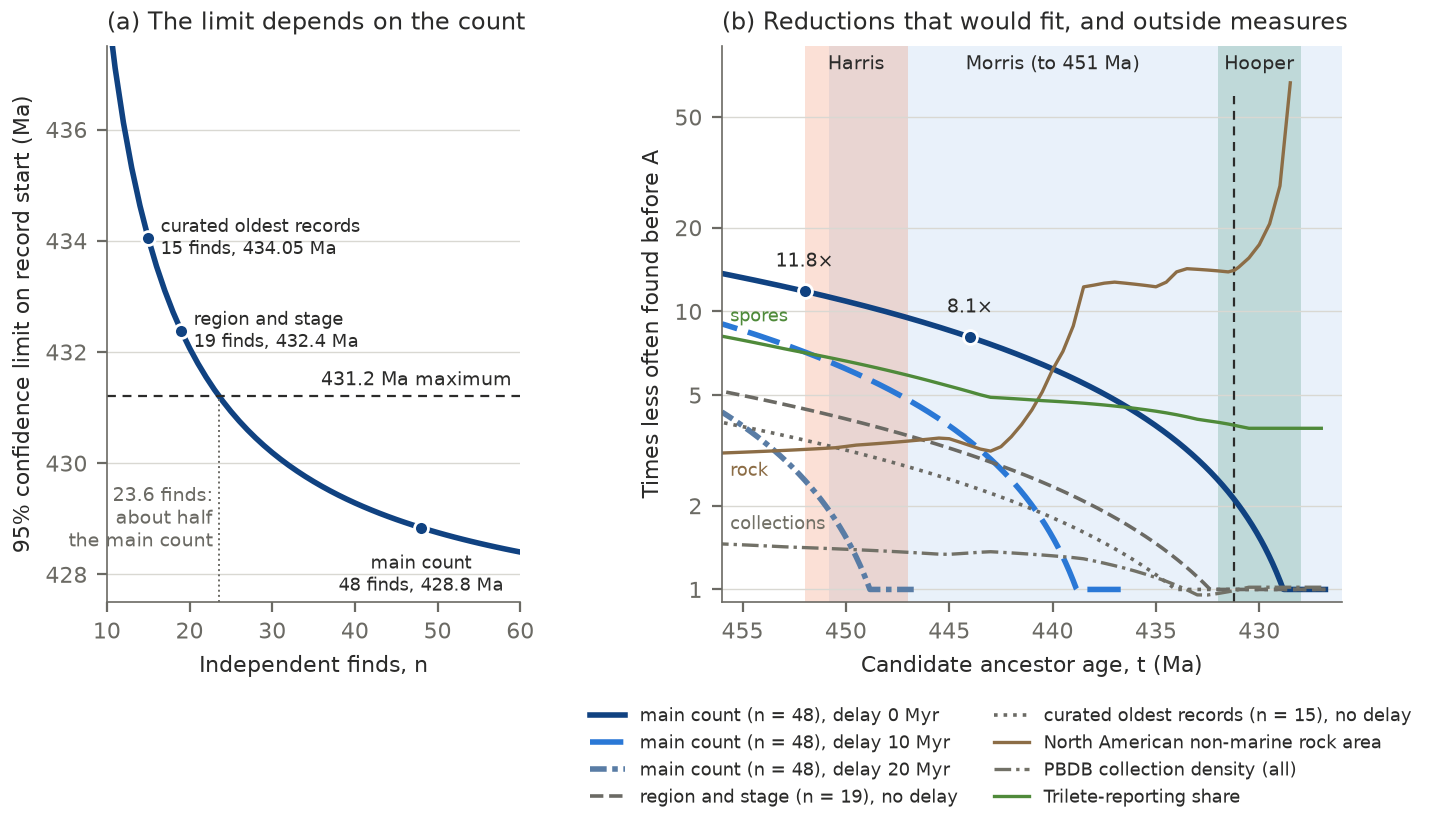 (a) The limit depends on the count
95% confidence limit on record start (Ma)
436
434
432
430
428
curated oldest records
15 finds, 434.05 Ma
region and stage
19 finds, 432.4 Ma
431.2 Ma maximum
23.6 finds:
about half
the main count
main count
48 finds, 428.8 Ma
10
20
30
40
50
60
Independent finds, n
(b) Reductions that would fit, and outside measures
Times less often found before A
50
20
10
5
2
1
Harris
Morris (to 451 Ma)
Hooper
11.8×
8.1×
spores
rock
collections
455
450
445
440
435
430
Candidate ancestor age, t (Ma)
main count (n = 48), delay 0 Myr
main count (n = 48), delay 10 Myr
main count (n = 48), delay 20 Myr
region and stage (n = 19), no delay
curated oldest records (n = 15), no delay
North American non-marine rock area
PBDB collection density (all)
Trilete-reporting share